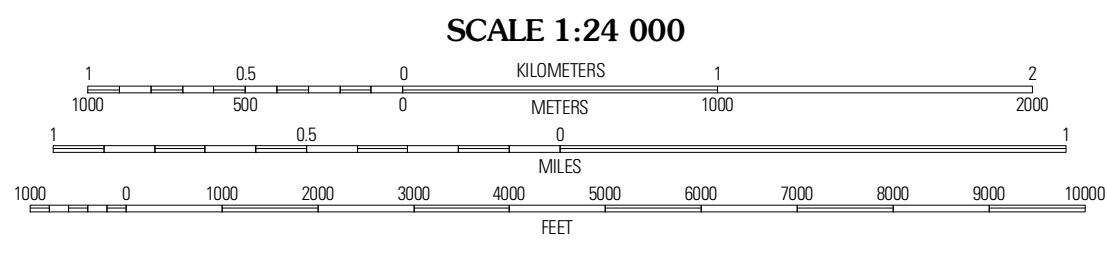 SCALE 1:24 000
1 0.5 0 KILOMETERS 1 2
1000 500 0 METERS 1000 2000
1 0.5 0 1
MILES
1000 0 1000 2000 3000 4000 5000 6000 7000 8000 9000 10000
FEET